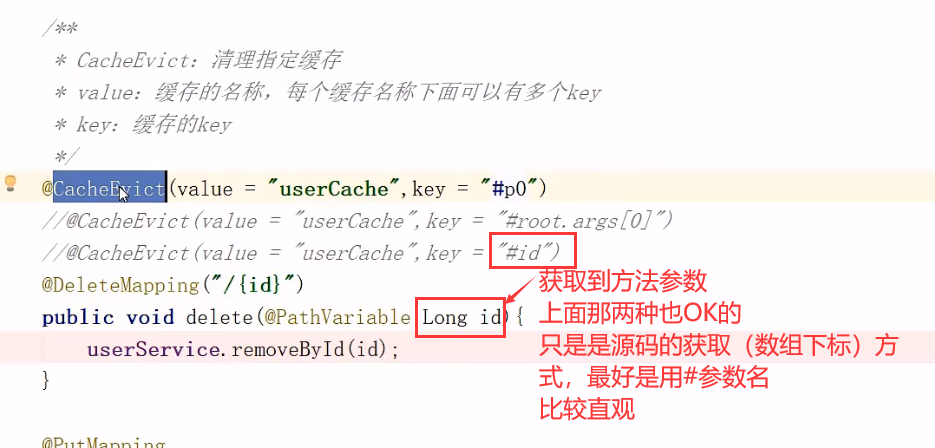 /**
 * CacheEvict：清理指定缓存
 * value：缓存的名称，每个缓存名称下面可以有多个key
 * key：缓存的key
 */
@CacheEvict(value = "userCache",key = "#p0")
//@CacheEvict(value = "userCache",key = "#root.args[0]")
//@CacheEvict(value = "userCache",key = "#id")
@DeleteMapping("/{id}")
public void delete(@PathVariable Long id){
userService.removeById(id);
}
获取到方法参数
上面那两种也OK的
只是是源码的获取（数组下标）方
式，最好是用#参数名
比较直观
@PutMapping